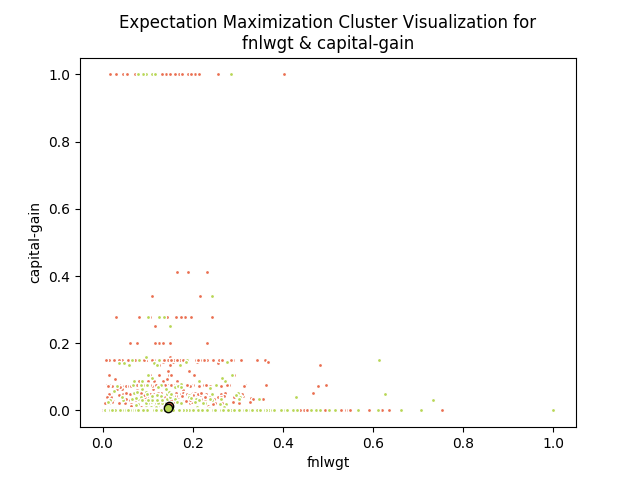 Expectation Maximization Cluster Visualization for
fnlwgt & capital-gain
1.0
0.8
0.6
0.4
0.2
0.0
capital-gain
0.0 0.2 0.4 0.6 0.8 1.0
fnlwgt